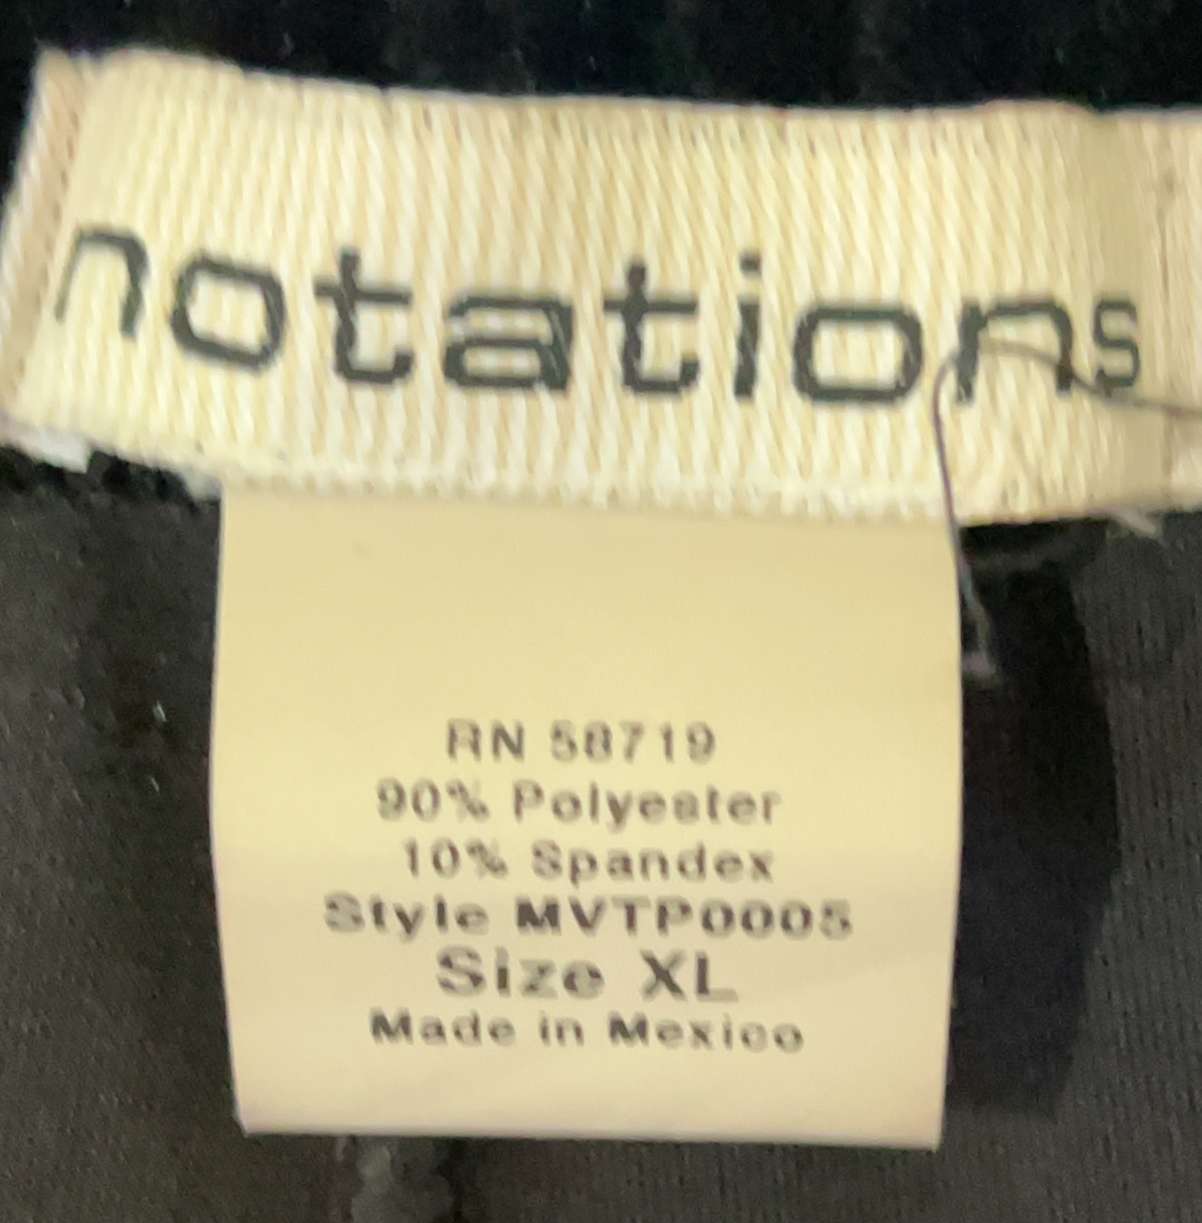 notations
RN 58719
90% Polyester
10% Spandex
Style MVTP0005
Size XL
Made in Mexico